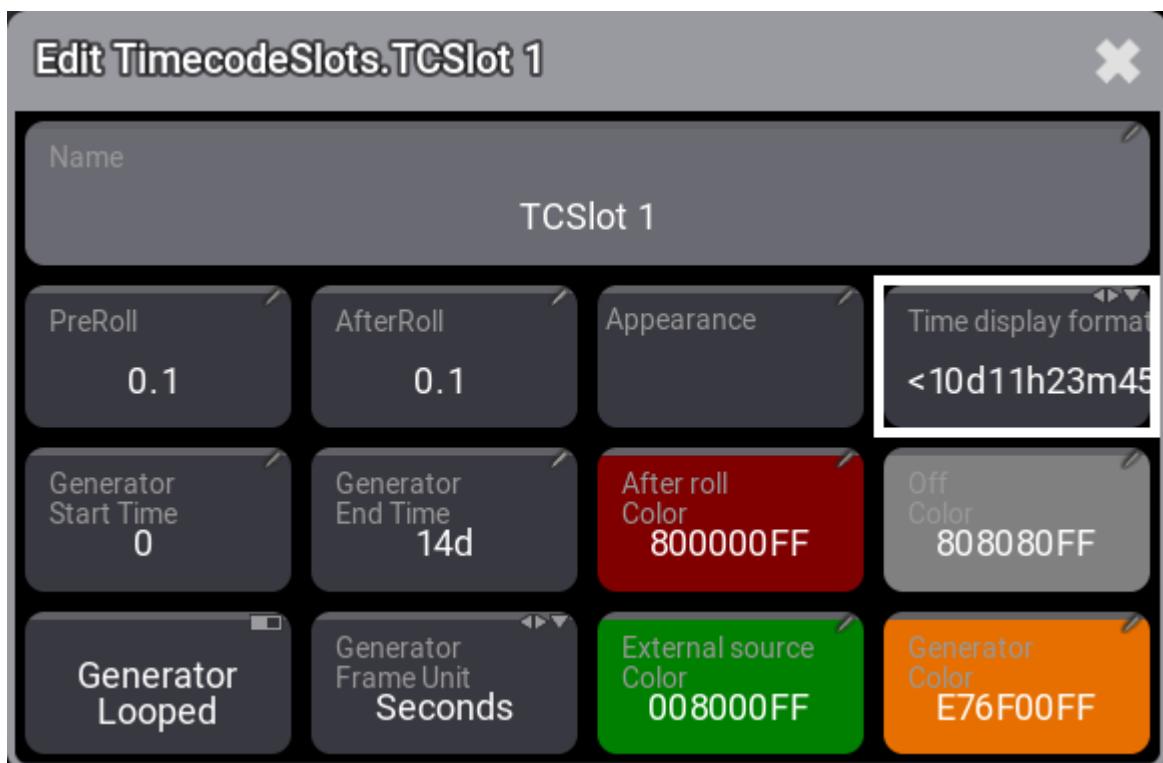 Edit TimecodeSlots.TCSlot 1
Name
TCSlot 1
PreRoll
0.1
AfterRoll
0.1
Appearance
Time display format
<10d11h23m45
Generator
Start Time
0
Generator
End Time
14d
After roll
Color
800000FF
Off
Color
808080FF
Generator
Looped
Generator
Frame Unit
Seconds
External source
Color
008000FF
Generator
Color
E76F00FF